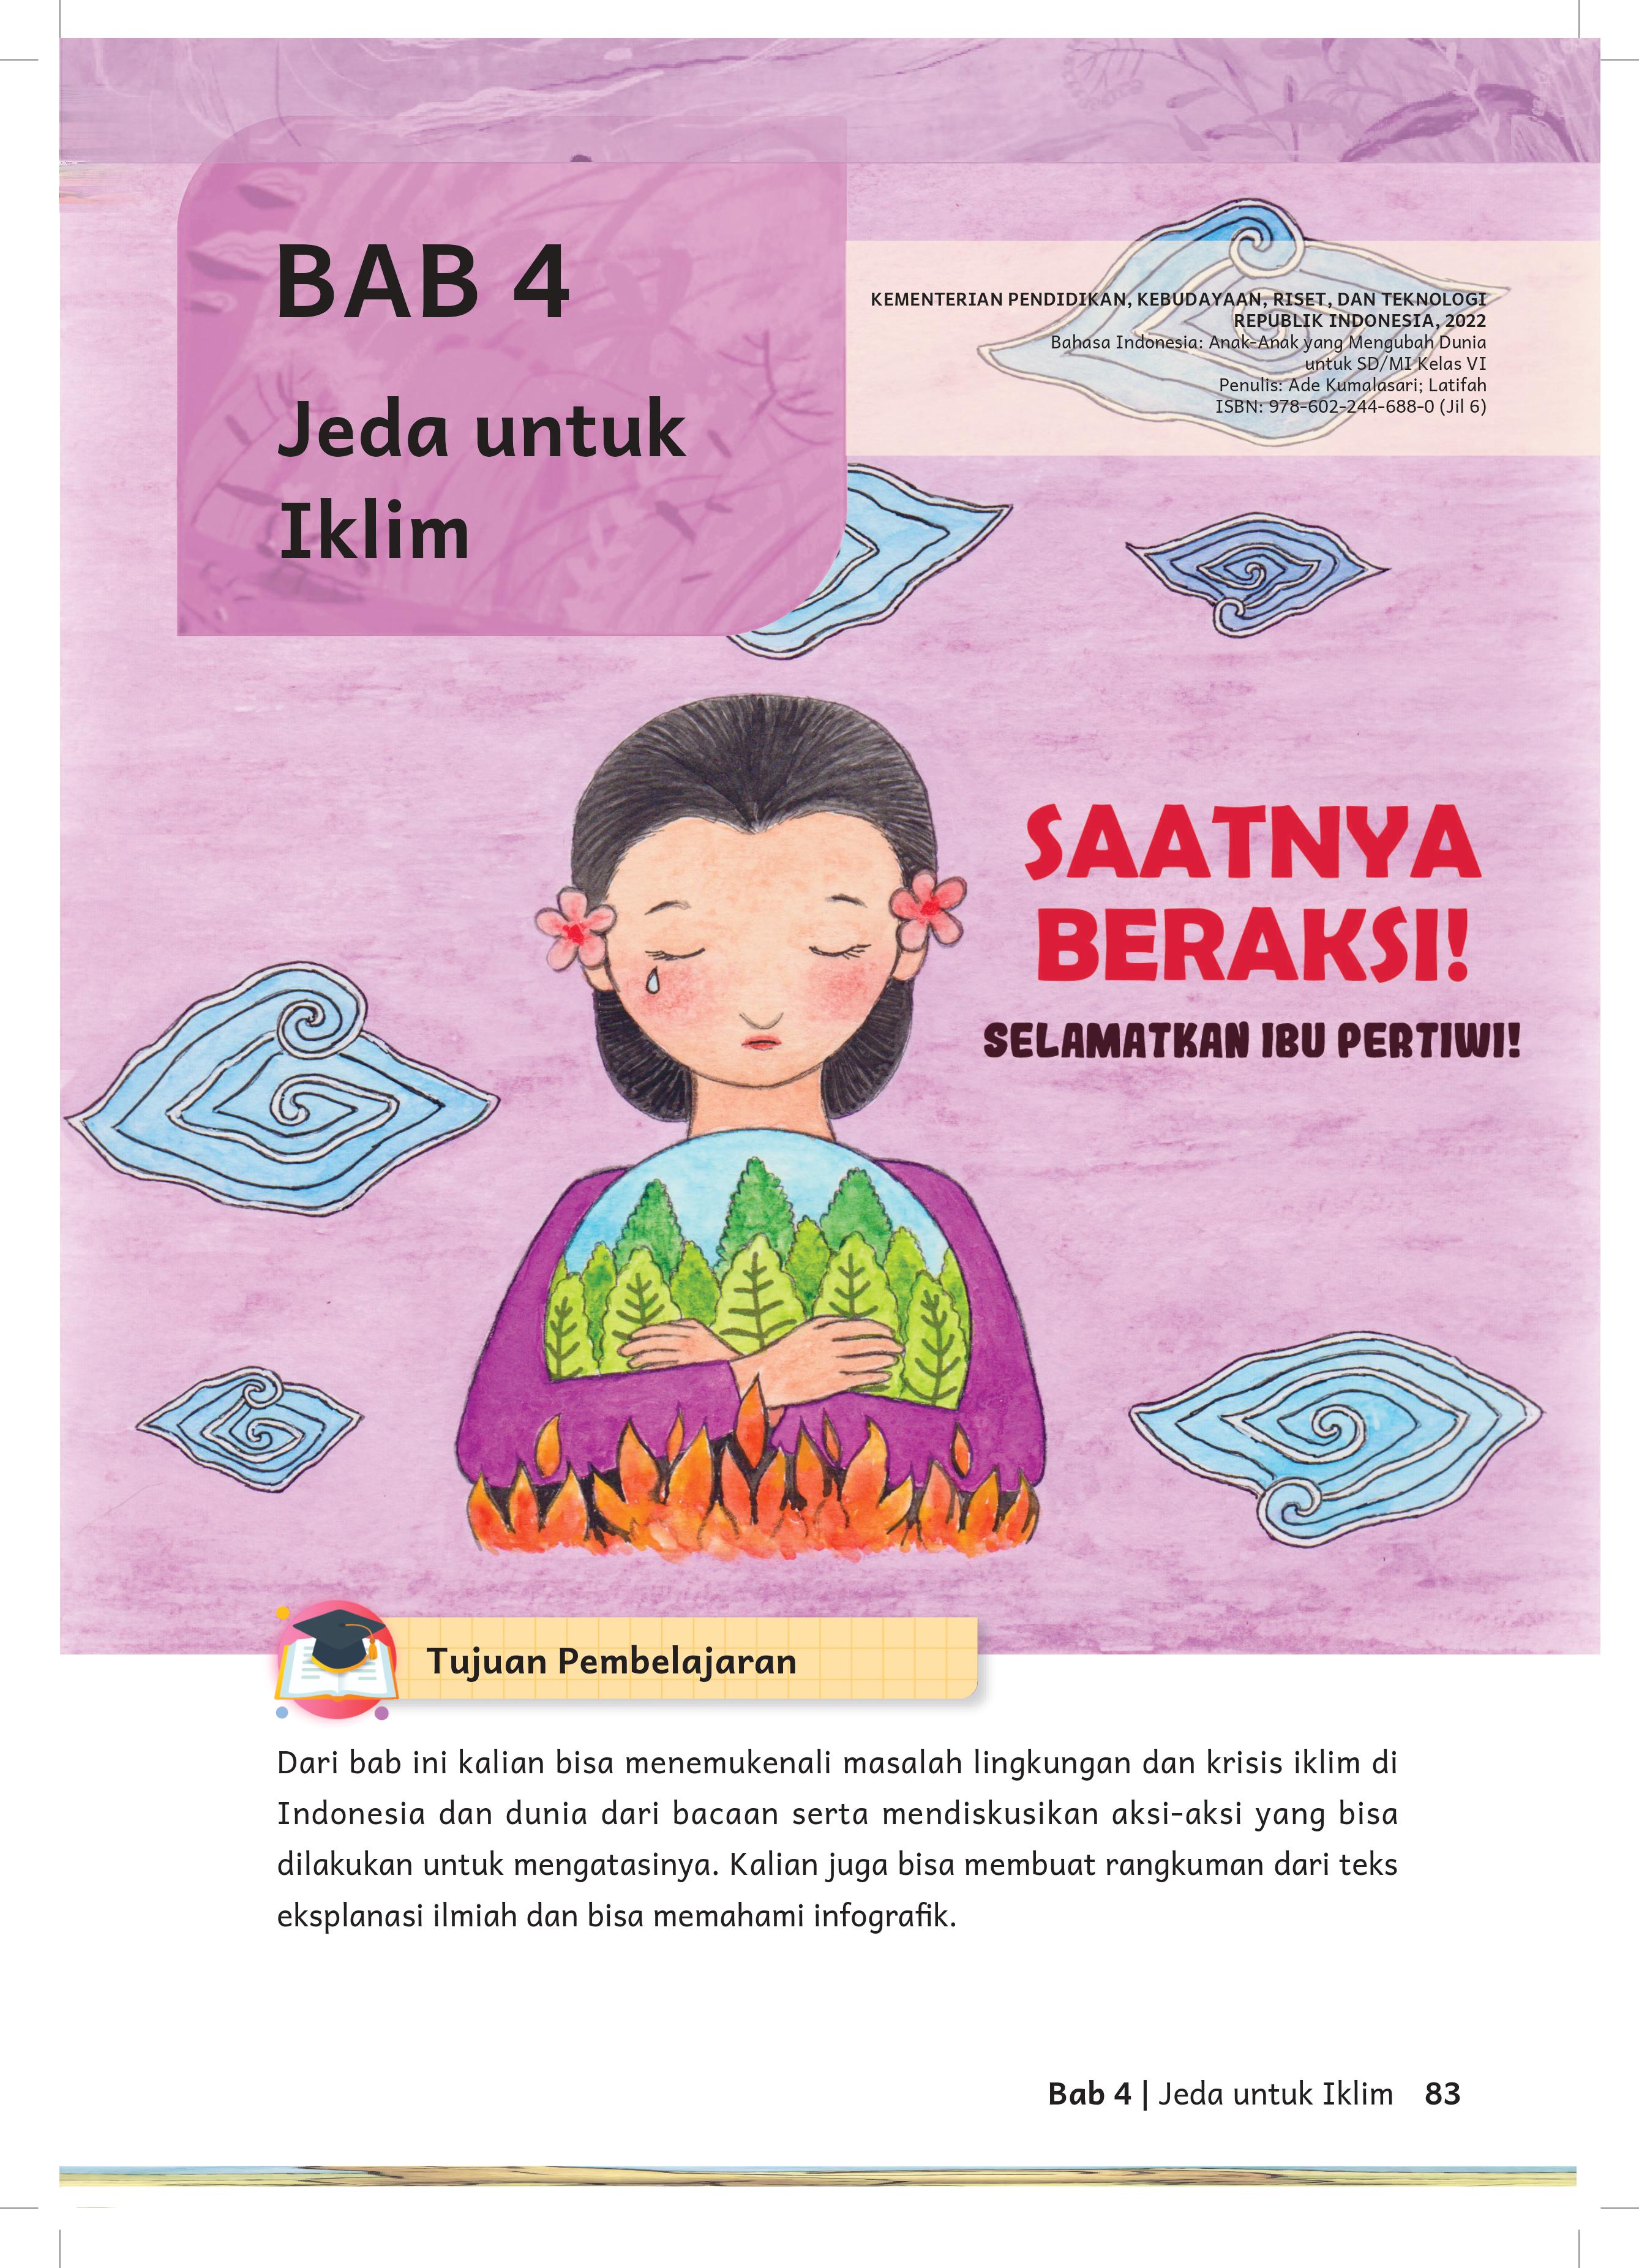 BAB 4
Jeda untuk
Iklim
KEMENTERIAN PENDIDIKAN, KEBUDAYAAN, RISET, DAN TEKNOLOGI
REPUBLIK INDONESIA, 2022
Bahasa Indonesia: Anak-Anak yang Mengubah Dunia
untuk SD/MI Kelas VI
Penulis: Ade Kumalasari; Latifah
ISBN: 978-602-244-688-0 (Jil 6)
SAATNYA
BERAKSI!
SELAMATKAN IBU PERTIWI!
Tujuan Pembelajaran
Dari bab ini kalian bisa menemukenali masalah lingkungan dan krisis iklim di
Indonesia dan dunia dari bacaan serta mendiskusikan aksi-aksi yang bisa
dilakukan untuk mengatasinya. Kalian juga bisa membuat rangkuman dari teks
eksplanasi ilmiah dan bisa memahami infografik.
Bab 4 | Jeda untuk Iklim 83